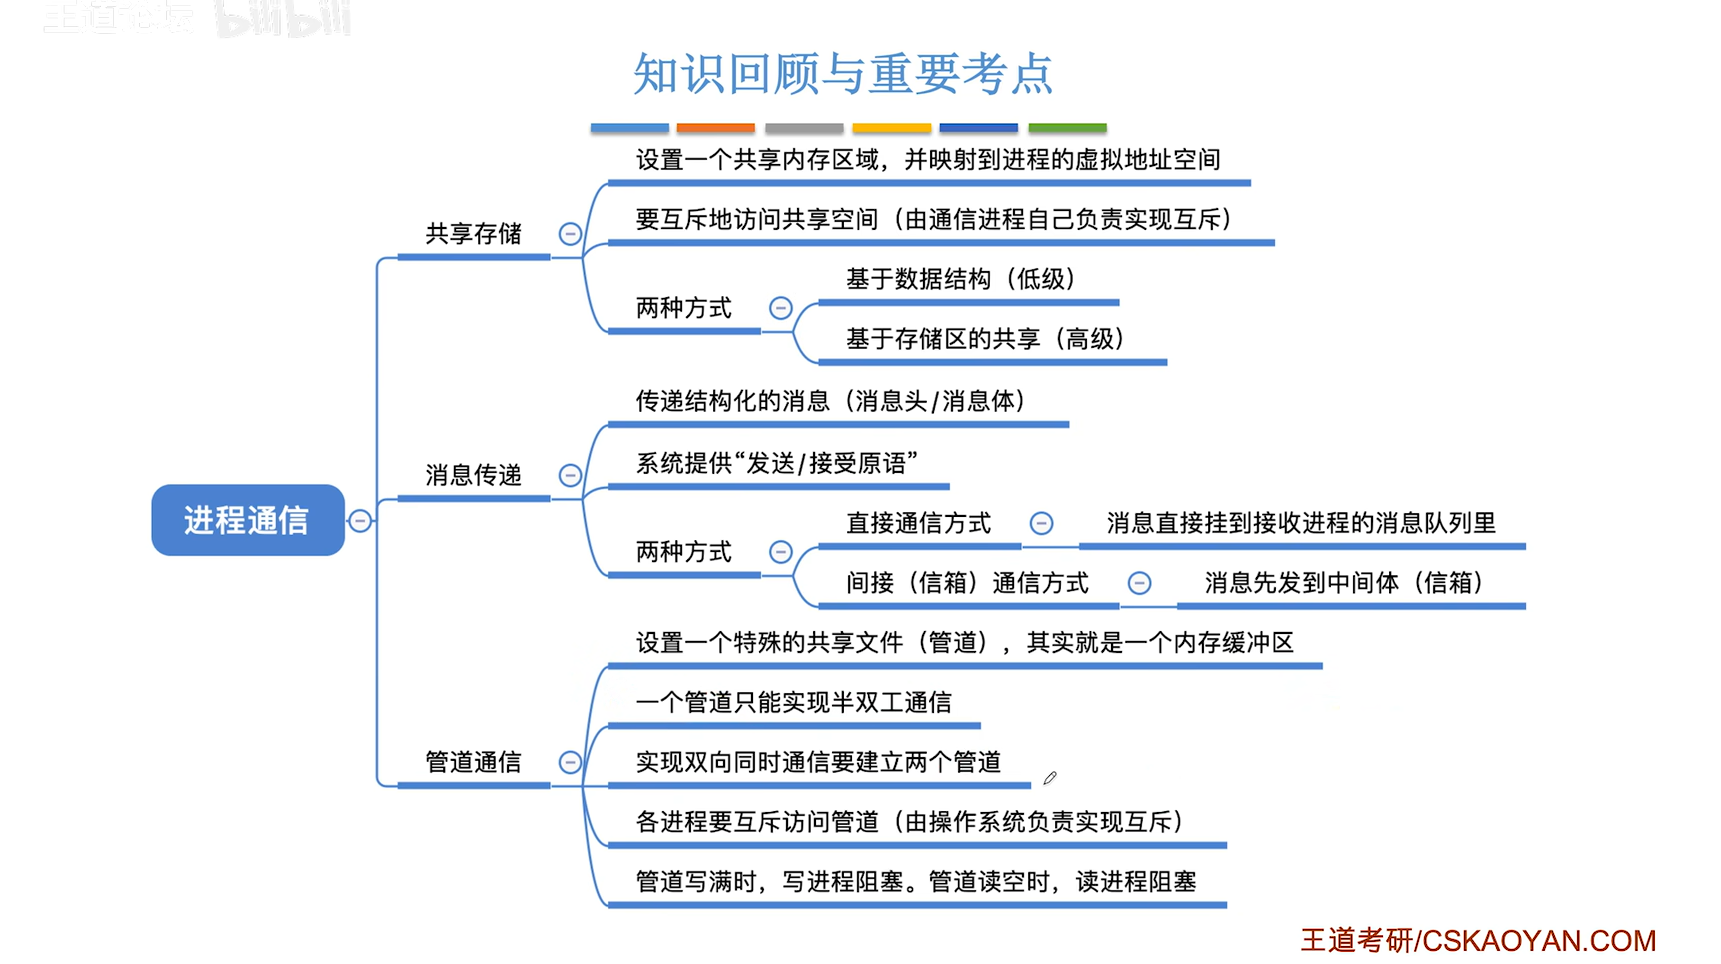 王道论坛 bilibili
知识回顾与重要考点
进程通信
共享存储
设置一个共享内存区域，并映射到进程的虚拟地址空间
要互斥地访问共享空间（由通信进程自己负责实现互斥）
两种方式
基于数据结构（低级）
基于存储区的共享（高级）
消息传递
传递结构化的消息（消息头/消息体）
系统提供“发送/接受原语”
两种方式
直接通信方式
消息直接挂到接收进程的消息队列里
间接（信箱）通信方式
消息先发到中间体（信箱）
管道通信
设置一个特殊的共享文件（管道），其实就是一个内存缓冲区
一个管道只能实现半双工通信
实现双向同时通信要建立两个管道
各进程要互斥访问管道（由操作系统负责实现互斥）
管道写满时，写进程阻塞。管道读空时，读进程阻塞
王道考研/CSKAOYAN.COM